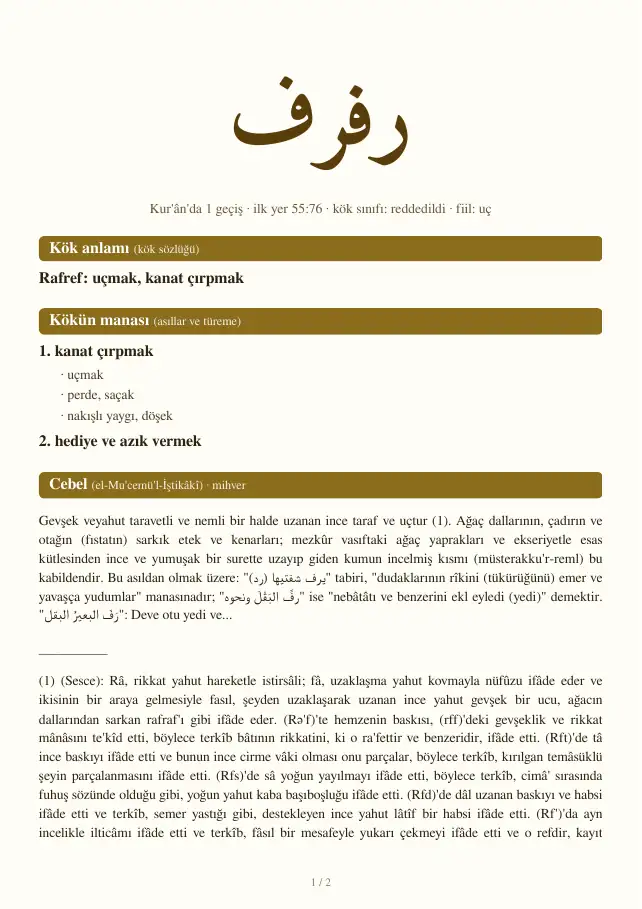 رفرف
Kur'ân'da 1 geçiş · ilk yer 55:76 · kök sınıfı: reddedildi · fiil: uç
Kök anlamı (kök sözlüğü)
Rafref: uçmak, kanat çırpmak
Kökün manası (asıllar ve türeme)
1. kanat çırpmak
· uçmak
· perde, saçak
· nakışlı yaygı, döşek
2. hediye ve azık vermek
Cebel (el-Mu'cemü'l-İştikâkî) · mihver
Gevşek veyahut taravetli ve nemli bir halde uzanan ince taraf ve uçtur (1). Ağaç dallarının, çadırın ve
otağın (fıstatın) sarkık etek ve kenarları; mezkûr vasıftaki ağaç yaprakları ve ekseriyetle esas
kütlesinden ince ve yumuşak bir surette uzayıp giden kumun incelmiş kısmı (müsterakku'r-reml) bu
kabildendir. Bu asıldan olmak üzere: "يرف شفتيها (رد)" tabiri, "dudaklarının rîkini (tükürüğünü) emer ve
yavaşça yudumlar" manasınadır; "رفَّ البَقْلَ ونحوه" ise "nebâtâtı ve benzerini ekl eyledi (yedi)" demektir.
"رَفَ البعيرُ البقل": Deve otu yedi ve...
(1) (Sesce): Râ, rikkat yahut hareketle istirsâli; fâ, uzaklaşma yahut kovmayla nüfûzu ifâde eder ve
ikisinin bir araya gelmesiyle fasıl, şeyden uzaklaşarak uzanan ince yahut gevşek bir ucu, ağacın
dallarından sarkan rafraf'ı gibi ifâde eder. (Rə'f)'te hemzenin baskısı, (rff)'deki gevşeklik ve rikkat
mânâsını te'kîd etti, böylece terkîb bâtının rikkatini, ki o ra'fettir ve benzeridir, ifâde etti. (Rft)'de tâ
ince baskıyı ifâde etti ve bunun ince cirme vâki olması onu parçalar, böylece terkîb, kırılgan temâsüklü
şeyin parçalanmasını ifâde etti. (Rfs)'de sâ yoğun yayılmayı ifâde etti, böylece terkîb, cimâ' sırasında
fuhuş sözünde olduğu gibi, yoğun yahut kaba başıboşluğu ifâde etti. (Rfd)'de dâl uzanan baskıyı ve habsi
ifâde etti ve terkîb, semer yastığı gibi, destekleyen ince yahut lâtîf bir habsi ifâde etti. (Rf')'da ayn
incelikle ilticâmı ifâde etti ve terkîb, fâsıl bir mesafeyle yukarı çekmeyi ifâde etti ve o refdir, kayıt
1 / 2